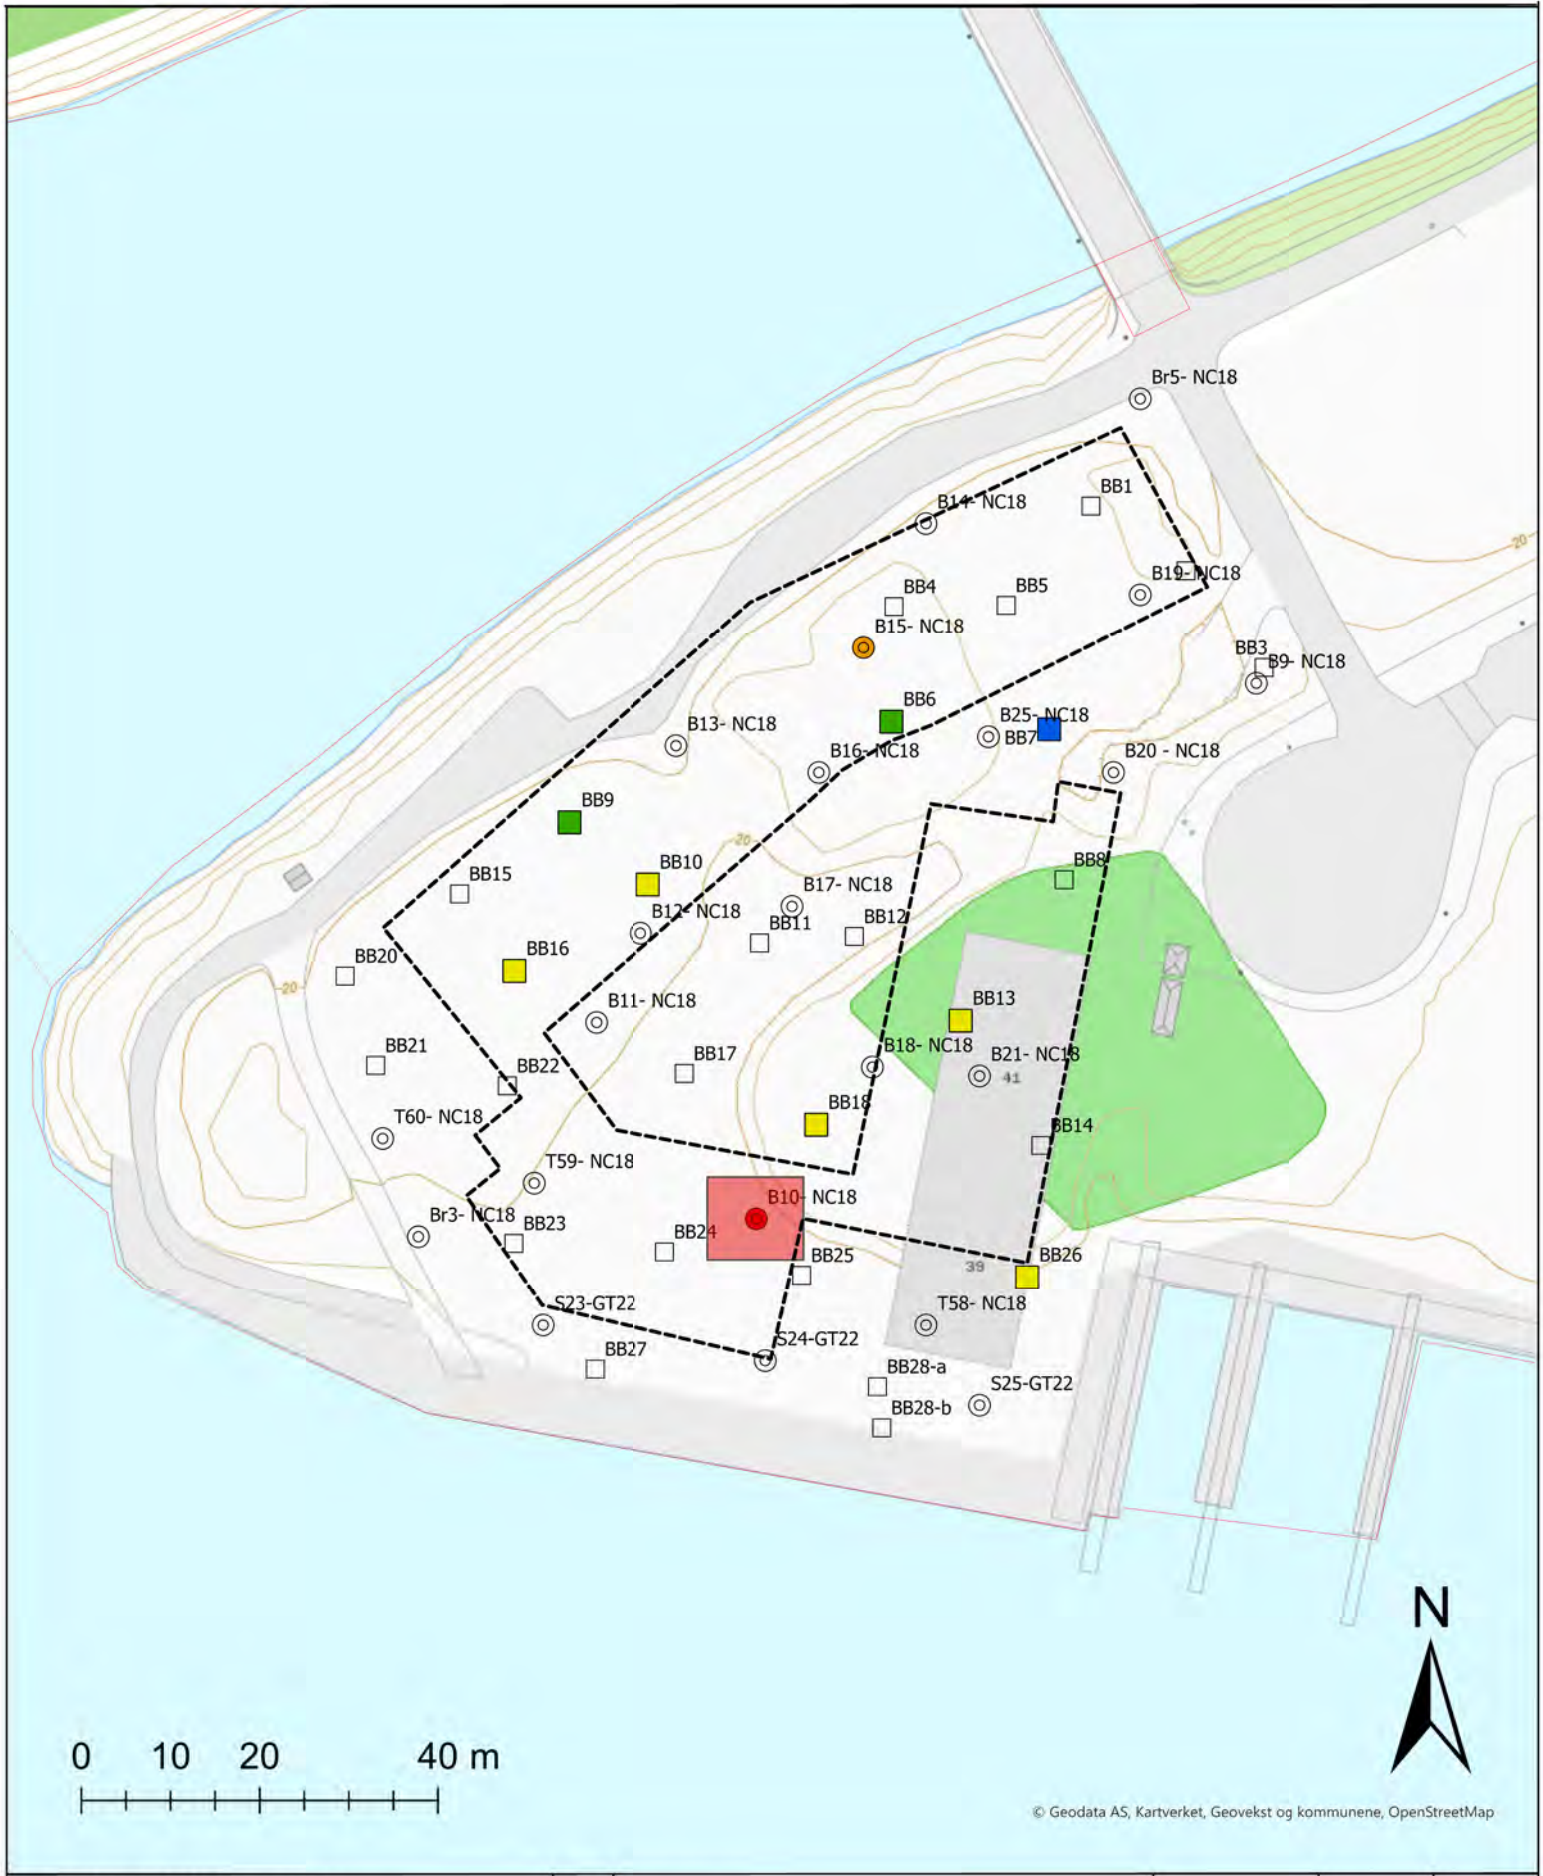 Br5- NC18
BB1
B14- NC18
20
B19- NC18
BB4
BB5
B15- NC18
BB3
B9- NC18
BB6
B25- NC18
B13- NC18
BB7
B16- NC18
B20 - NC18
BB9
20
BB10
BB8
BB15
B17- NC18
B12- NC18
BB11
BB12
BB16
BB20
20
B11- NC18
BB13
BB21
BB17
B18- NC18
B21- NC18
41
BB22
BB18
T60- NC18
BB14
T59- NC18
B10- NC18
Br3- NC18
BB23
BB24
BB25
39
BB26
S23-GT22
T58- NC18
BB27
S24-GT22
BB28-a
S25-GT22
BB28-b
N
0 10 20 40 m
© Geodata AS, Kartverket, Geovekst og kommunene, OpenStreetMap